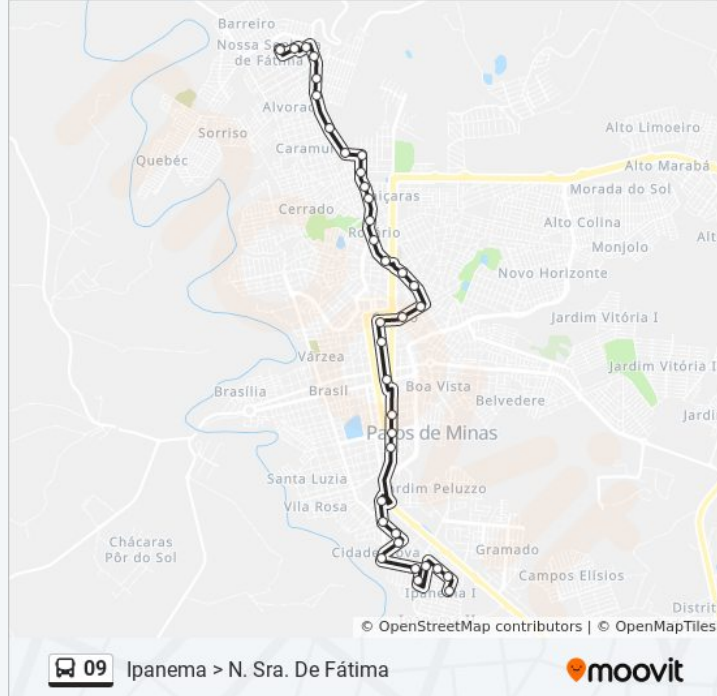 Barreiro
Nossa Se
de Fátima
Alvorad
Sorriso
Caramur
Quebéc
Alto Limoeiro
Alto Marabá
Morada do Sol
içaras
Cerrado
Rosário
Alto Colina
Alt
Monjolo
Novo Horizonte
Jardim Vitória I
Várzea
Jardim Vitória I
Brasília
Brasil
Boa Vista
Belvedere
Jardi
Patos de Minas
Santa Luzia
Jardim Peluzzo
Vila Rosa
Chácaras
Pôr do Sol
Cidade Nova
Gramado
Ipanema I
Campos Elísios
Distrit
© OpenStreetMap contributors | © OpenMapTiles
09 Ipanema > N. Sra. De Fátima
moovit